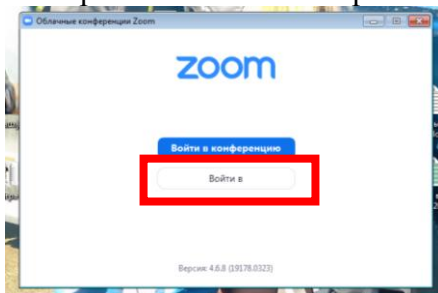 Облачные конференции Zoom
zoom
Войти в конференцию
Войти в
Версия: 4.6.8 (19178.0323)